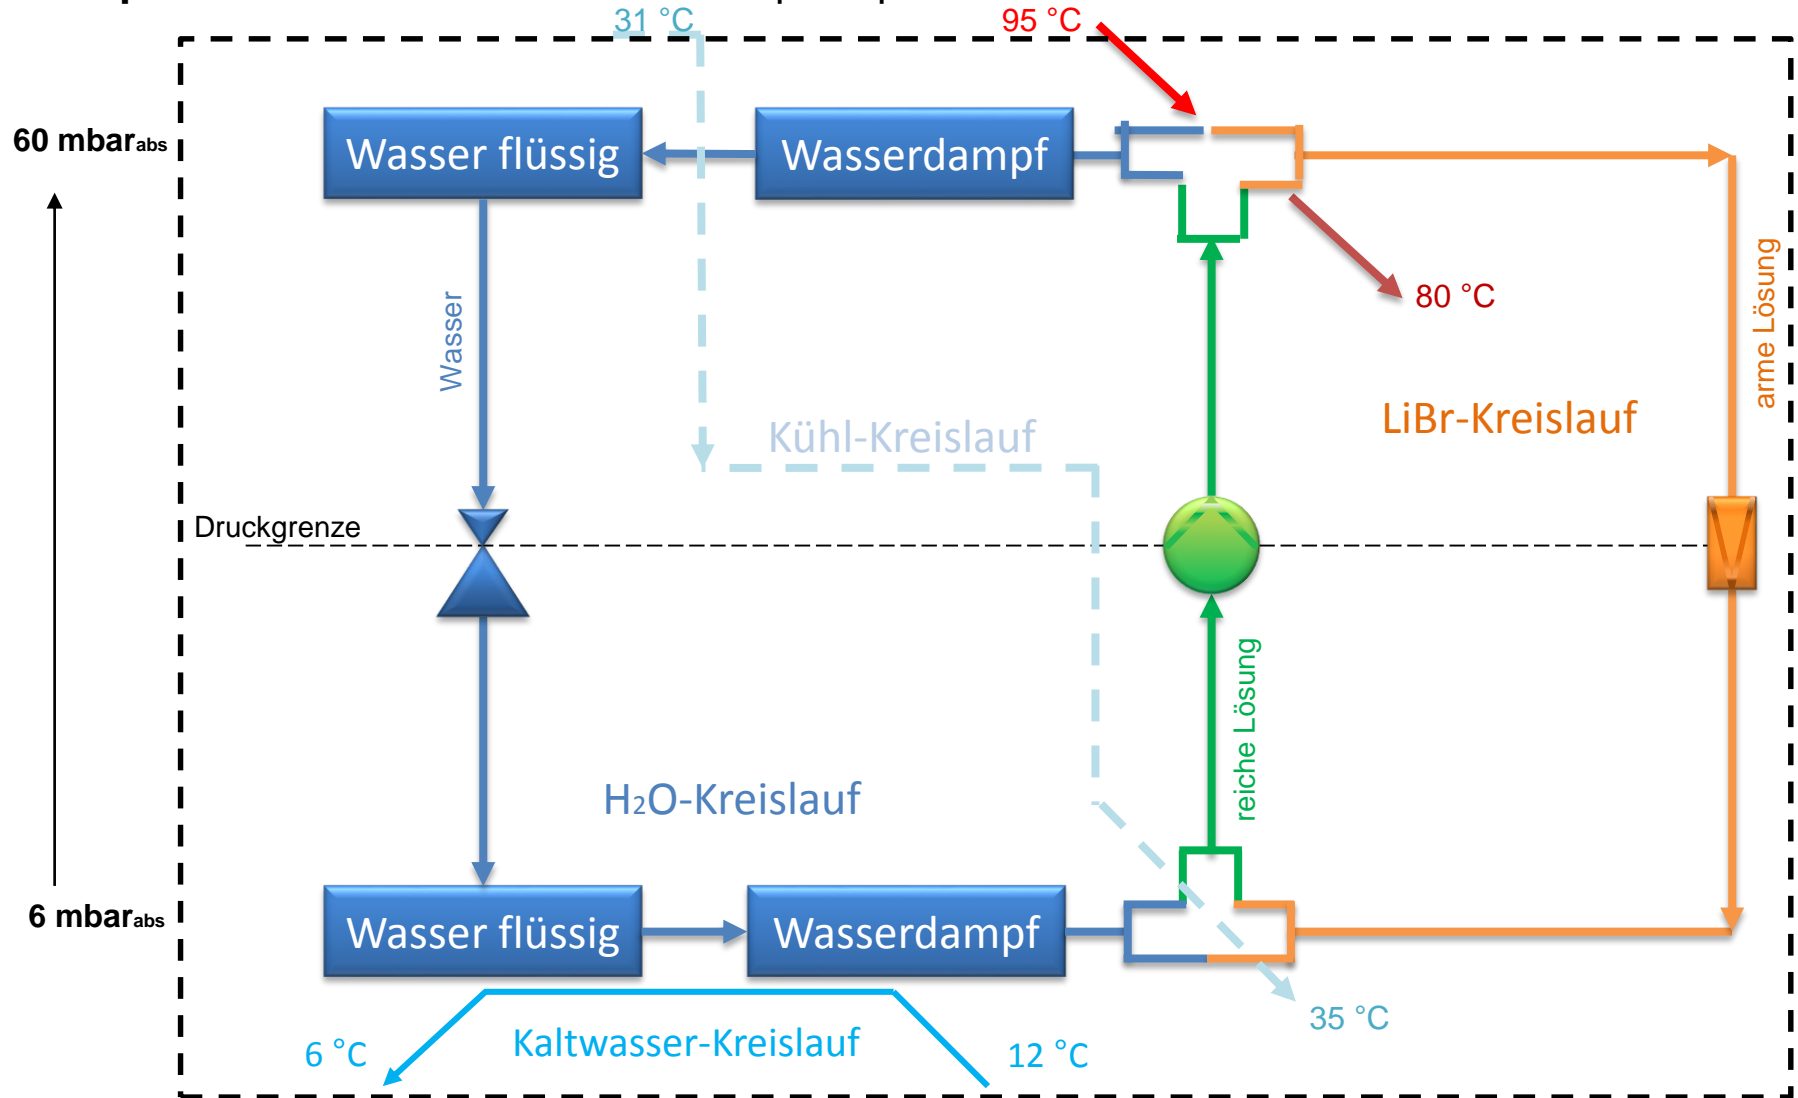 31 °C
95 °C
60 mbarabs
Wasser flüssig
Wasserdampf
80 °C
Wasser
arme Lösung
LiBr-Kreislauf
Kühl-Kreislauf
Druckgrenze
reiche Lösung
H2O-Kreislauf
6 mbarabs
Wasser flüssig
Wasserdampf
35 °C
6 °C
Kaltwasser-Kreislauf
12 °C